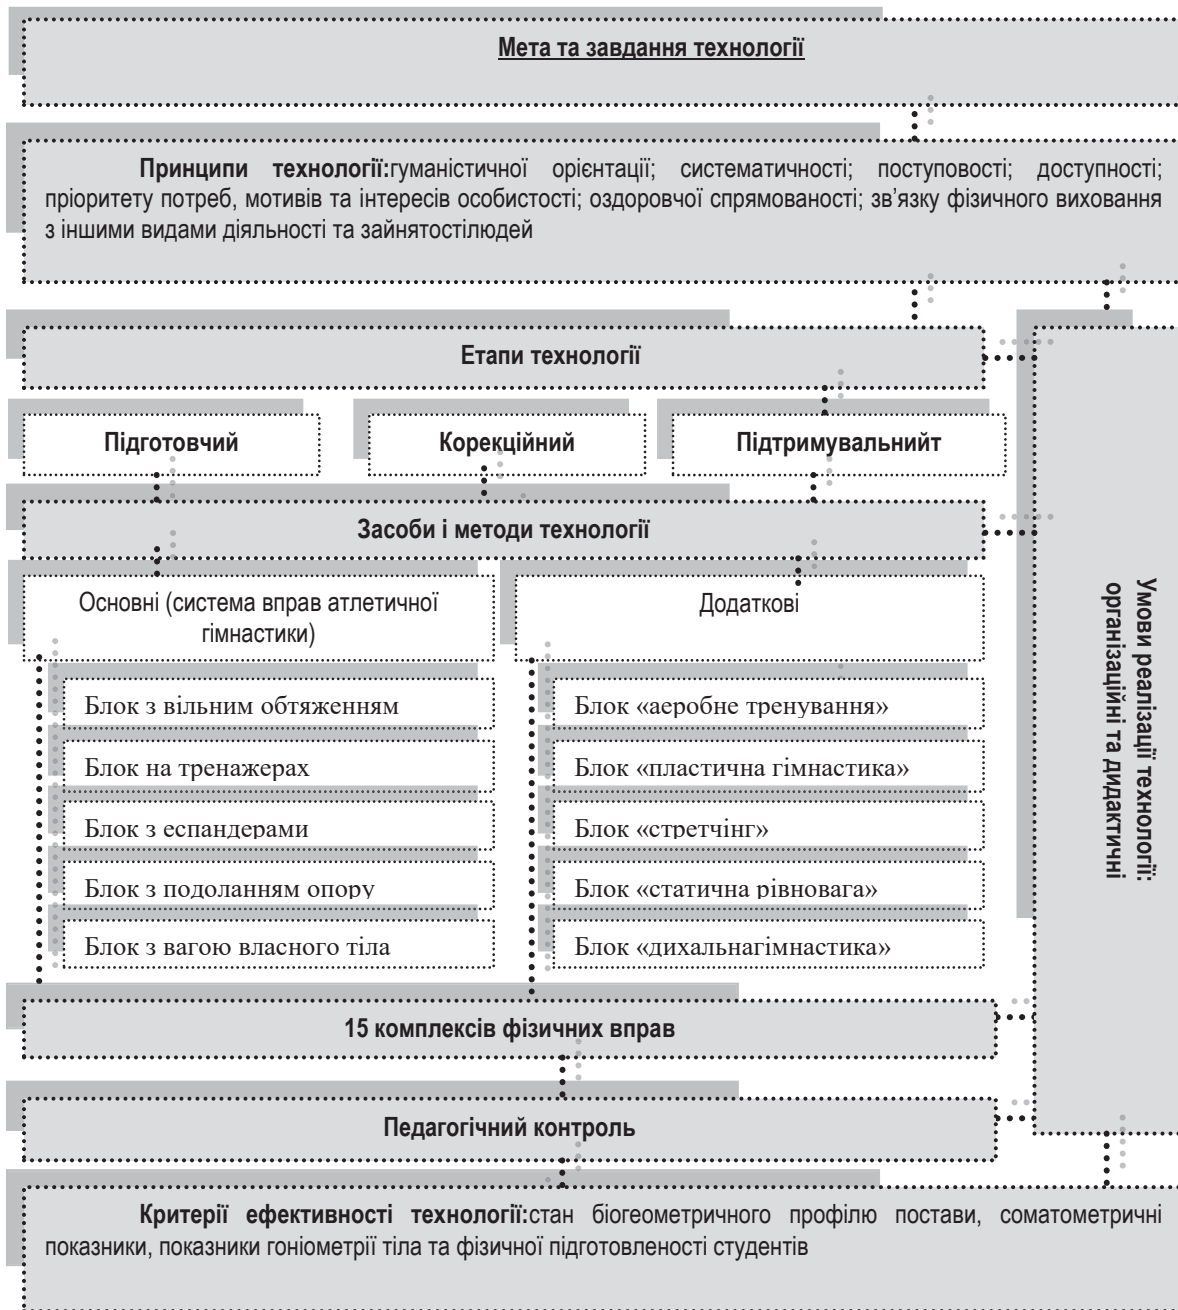 Мета та завдання технології
Принципи технології:гуманістичної орієнтації; систематичності; поступовості; доступності;
пріоритету потреб, мотивів та інтересів особистості; оздоровчої спрямованості; зв’язку фізичного виховання
з іншими видами діяльності та зайнятостілюдей
Етапи технології
Підготовчий
Корекційний
Підтримувальнийт
Засоби і методи технології
Основні (система вправ атлетичної
гімнастики)
Додаткові
Блок з вільним обтяженням
Блок на тренажерах
Блок з еспандерами
Блок з подоланням опору
Блок з вагою власного тіла
Блок «аеробне тренування»
Блок «пластична гімнастика»
Блок «стретчінг»
Блок «статична рівновага»
Блок «дихальнагімнастика»
Умови реалізації технології:
організаційні та дидактичні
15 комплексів фізичних вправ
Педагогічний контроль
Критерії ефективності технології:стан біогеометричного профілю постави, соматометричні
показники, показники гоніометрії тіла та фізичної підготовленості студентів